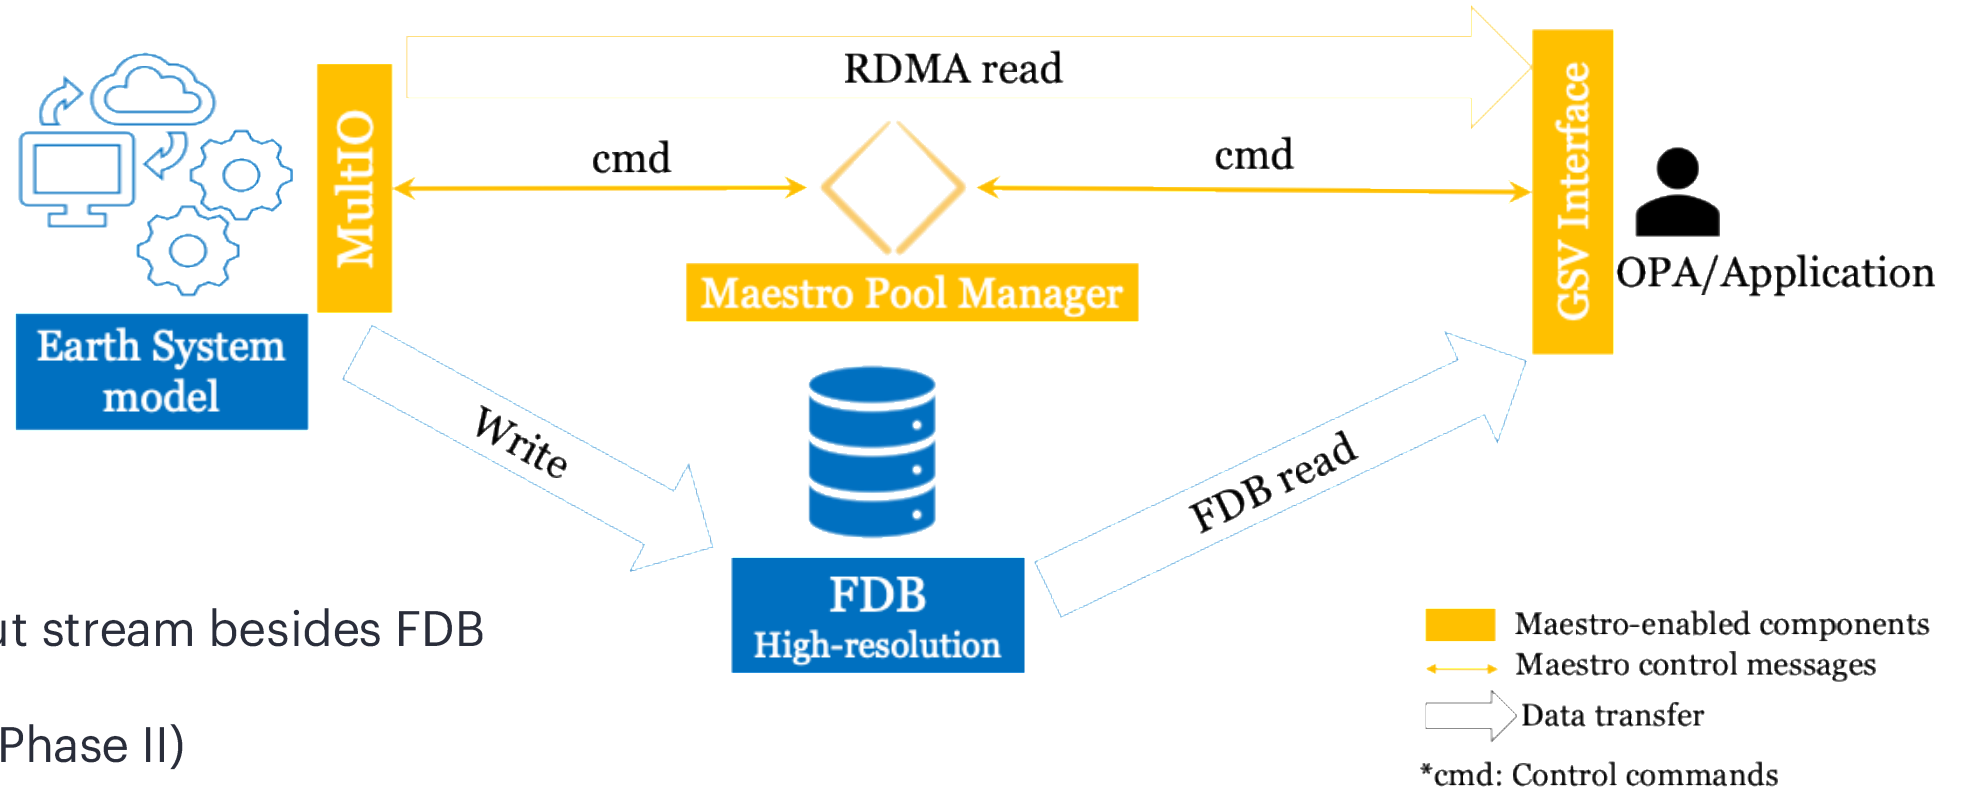 RDMA read
MultIO
cmd
cmd
GSV Interface
OPA/Application
Maestro Pool Manager
Earth System
model
Write
FDB read
FDB
High-resolution
stream besides FDB
Phase II)
Maestro-enabled components
Maestro control messages
Data transfer
*cmd: Control commands